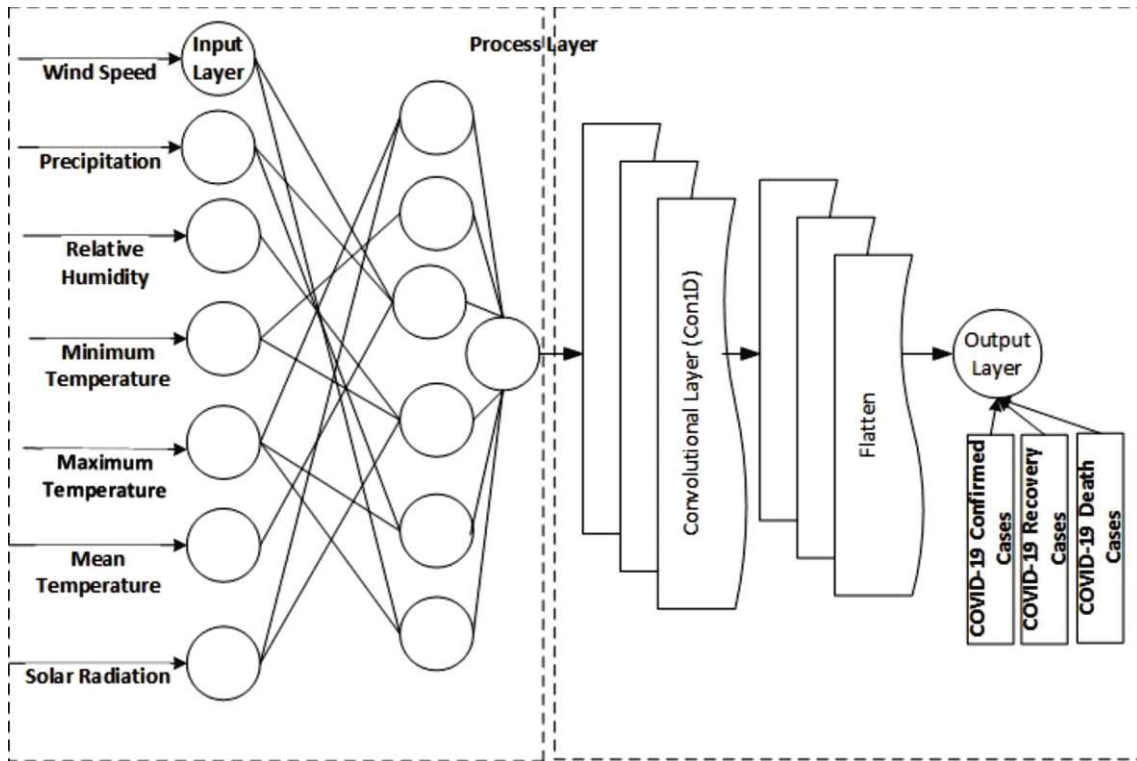 Process Layer
Input
Layer
Wind Speed
Precipitation
Relative
Humidity
Minimum
Temperature
Maximum
Temperature
Mean
Temperature
Solar Radiation
Convolutional Layer (Con1D)
Flatten
Output
Layer
COVID-19 Confirmed
Cases
COVID-19 Recovery
Cases
COVID-19 Death
Cases